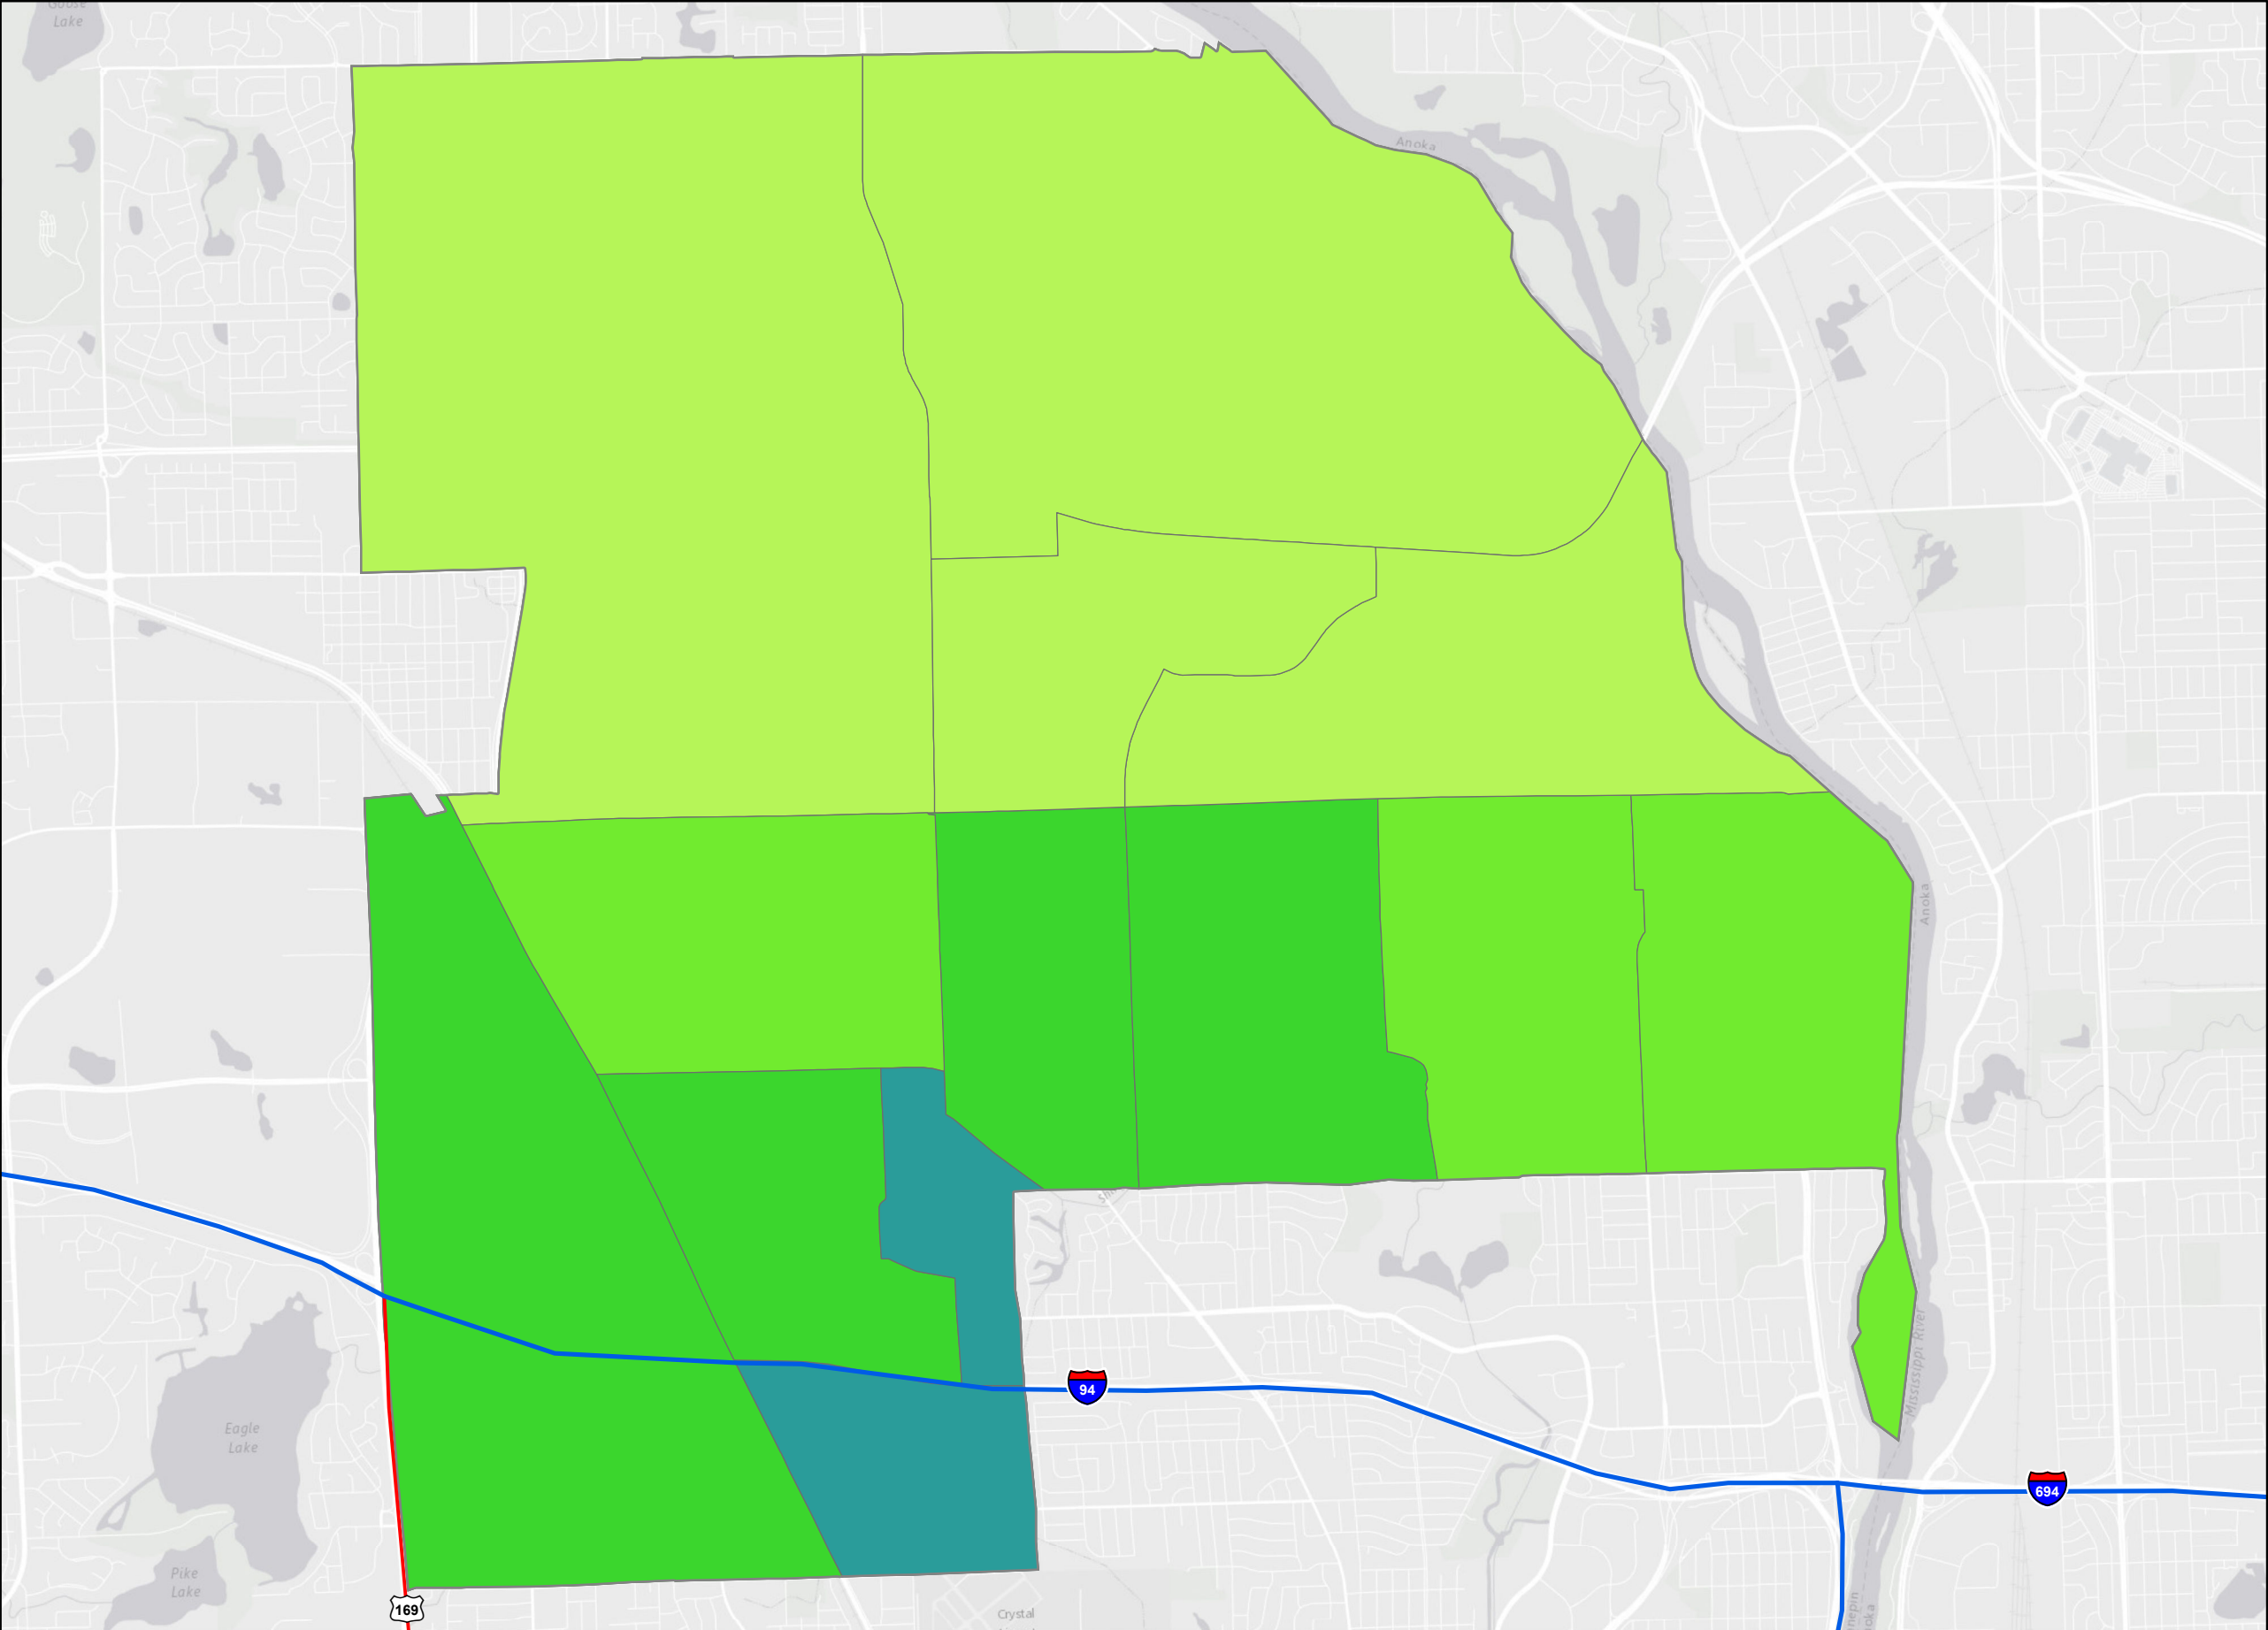 Goose
Lake
Anoka
Anoka
94
Eagle
Lake
Mississippi River
694
Pike
Lake
169
Crystal